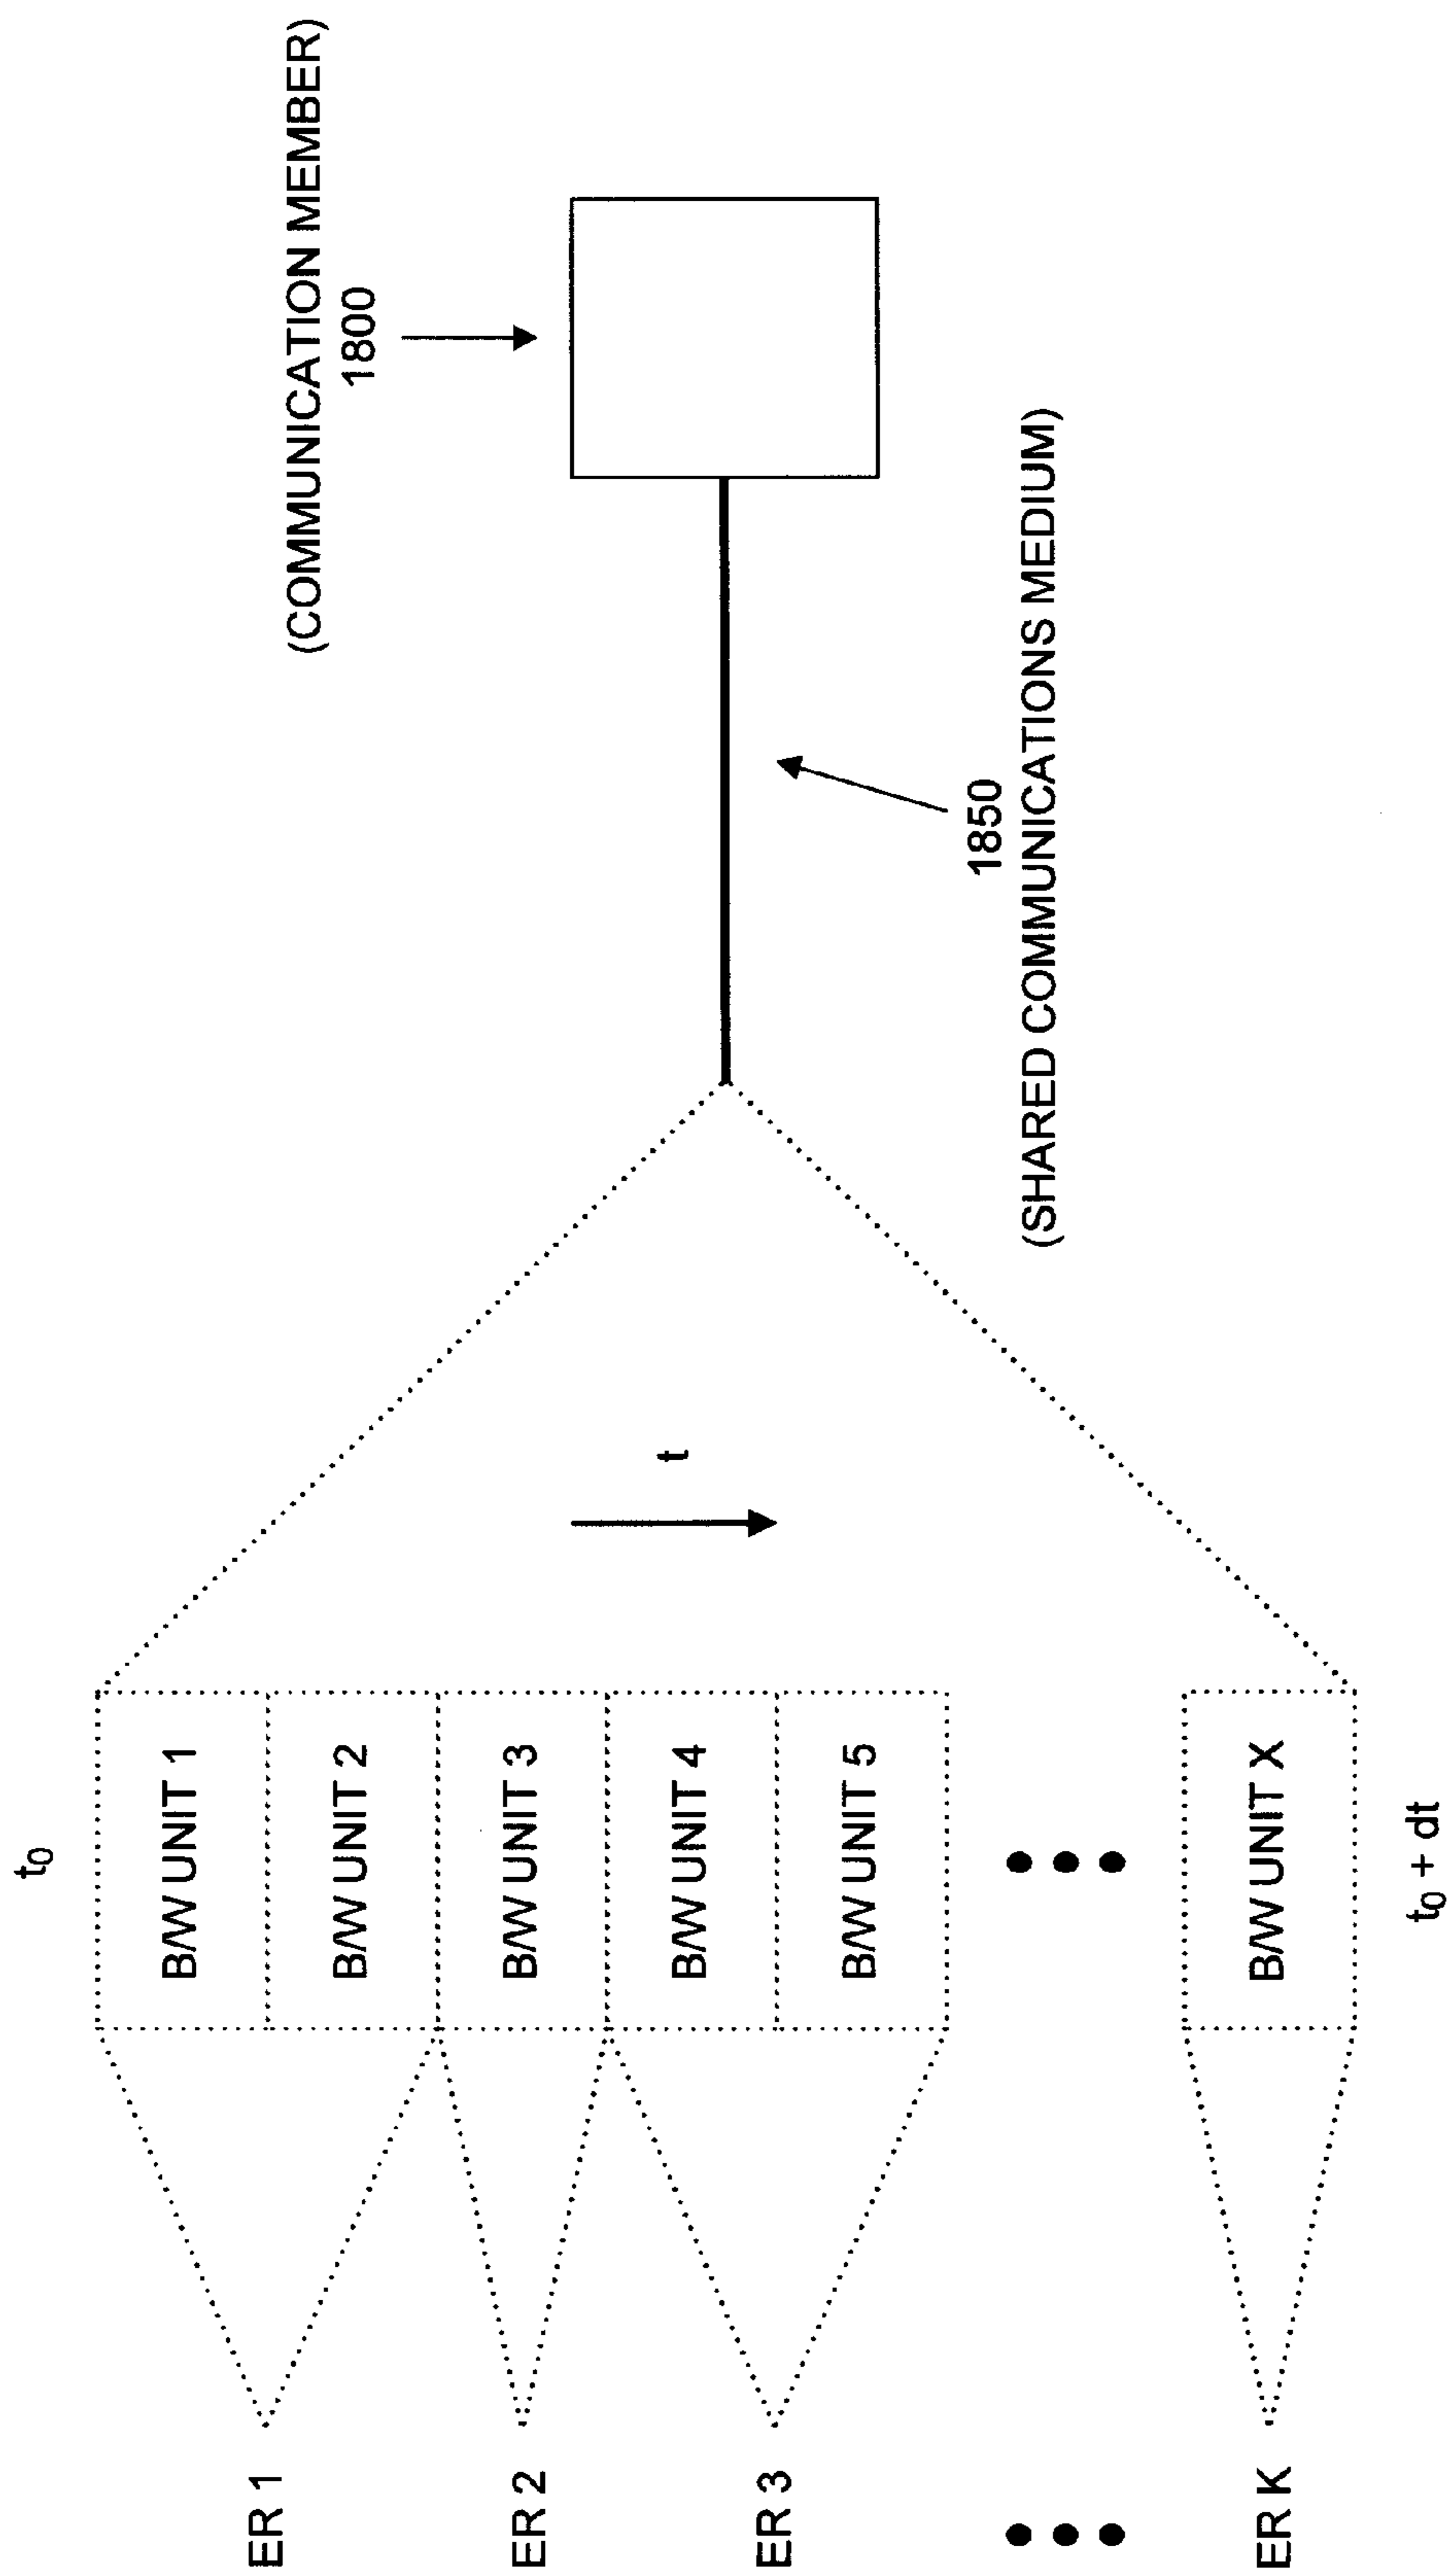 (COMMUNICATION MEMBER)
1800
1850
(SHARED COMMUNICATIONS MEDIUM)
t
t0
B/W UNIT 1
B/W UNIT 2
B/W UNIT 3
B/W UNIT 4
B/W UNIT 5
B/W UNIT X
t0 + dt
ER 1
ER 2
ER 3
ER K